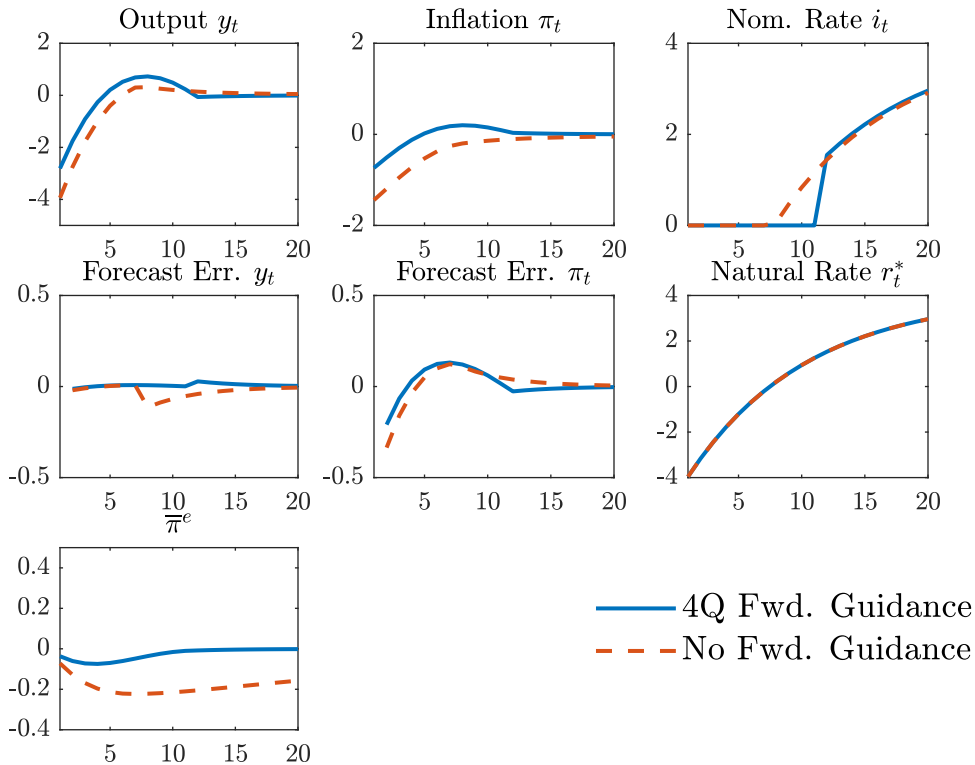 Output y_t
Inflation π_t
Nom. Rate i_t
2
0
-2
-4
5 10 15 20
2
0
-2
5 10 15 20
4
2
0
5 10 15 20
Forecast Err. y_t
Forecast Err. π_t
Natural Rate r_t^*
0.5
0
-0.5
5 10 15 20
0.5
0
-0.5
5 10 15 20
4
2
0
-2
-4
5 10 15 20
π̅^e
0.4
0.2
0
-0.2
-0.4
5 10 15 20
4Q Fwd. Guidance
No Fwd. Guidance